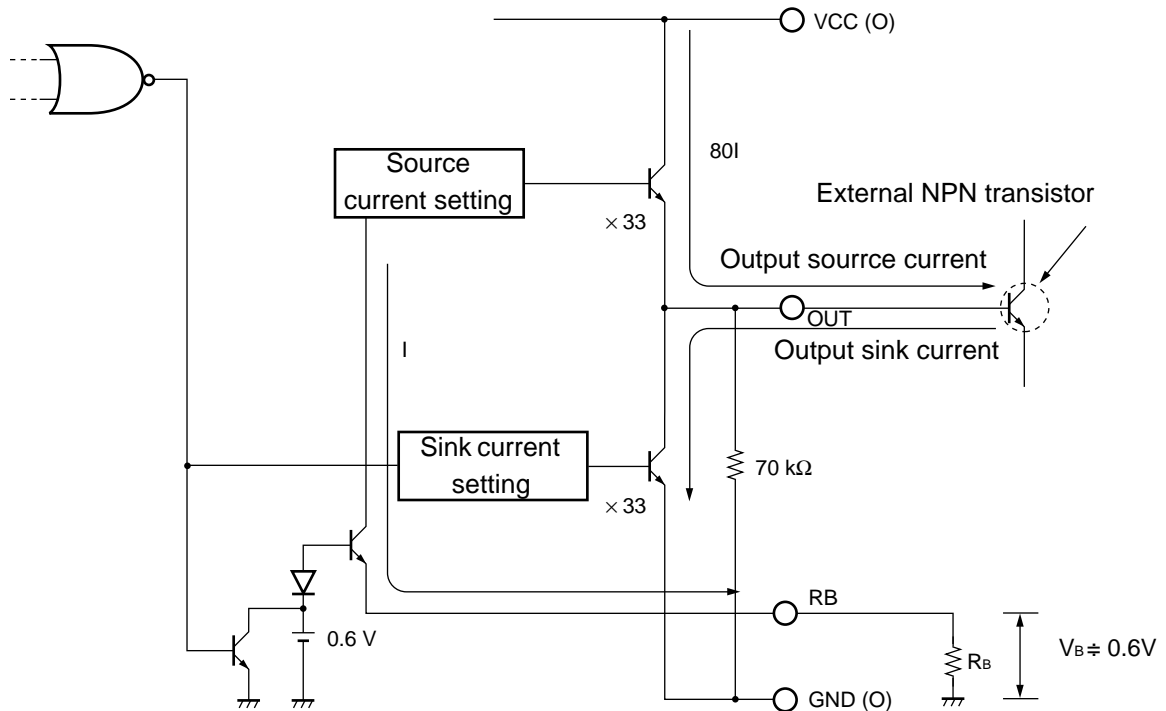 VCC (O)
80I
Source
current setting
External NPN transistor
× 33
Output sourrce current
OUT
Output sink current
I
Sink current
setting
70 kΩ
× 33
RB
0.6 V
RB
VB ≑ 0.6V
GND (O)